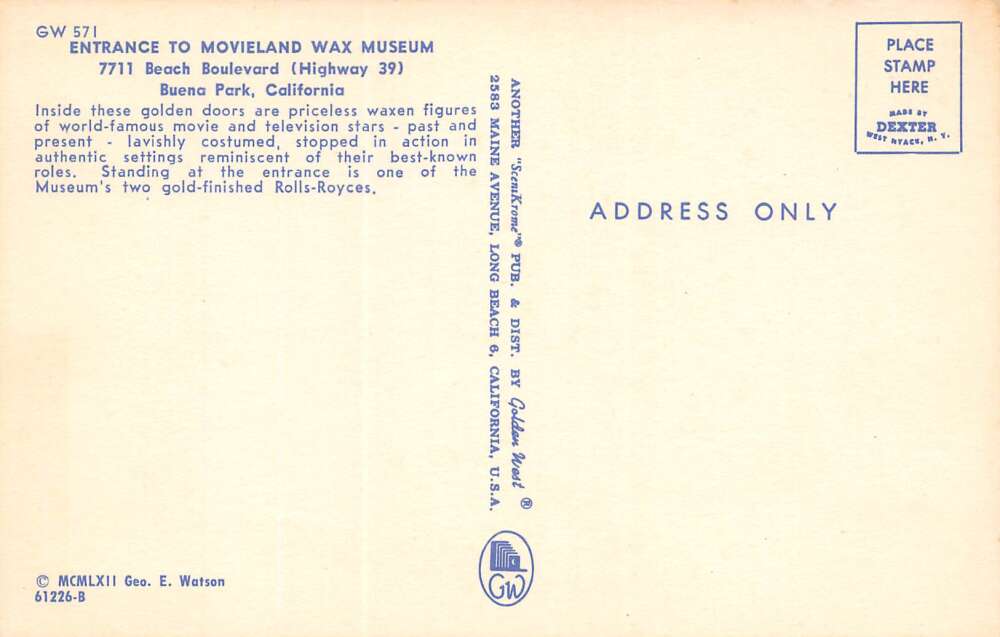 GW 571
ENTRANCE TO MOVIELAND WAX MUSEUM
7711 Beach Boulevard (Highway 39)
Buena Park, California
Inside these golden doors are priceless waxen figures
of world-famous movie and television stars - past and
present - lavishly costumed, stopped in action in
authentic settings reminiscent of their best-known
roles. Standing at the entrance is one of the
Museum's two gold-finished Rolls-Royces.
© MCMLXII Geo. E. Watson
61226-B
ANOTHER "SceniKrome"® PUB. & DIST. BY Golden West ®
2583 MAINE AVENUE, LONG BEACH 6, CALIFORNIA, U.S.A.
GW
PLACE
STAMP
HERE
MADE BY
DEXTER
WEST NYACK, N. Y.
ADDRESS ONLY